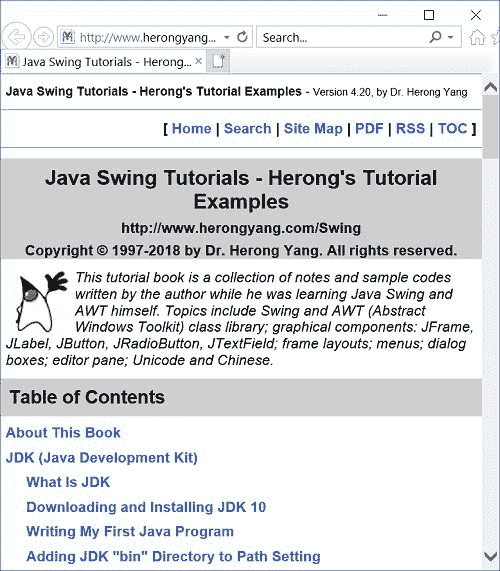 http://www.herongyang...
Search...
Java Swing Tutorials - Herong...
Java Swing Tutorials - Herong's Tutorial Examples - Version 4.20, by Dr. Herong Yang
[ Home | Search | Site Map | PDF | RSS | TOC ]
Java Swing Tutorials - Herong's Tutorial
Examples
http://www.herongyang.com/Swing
Copyright © 1997-2018 by Dr. Herong Yang. All rights reserved.
This tutorial book is a collection of notes and sample codes
written by the author while he was learning Java Swing and
AWT himself. Topics include Swing and AWT (Abstract
Windows Toolkit) class library; graphical components: JFrame,
JLabel, JButton, JRadioButton, JTextField; frame layouts; menus; dialog
boxes; editor pane; Unicode and Chinese.
Table of Contents
About This Book
JDK (Java Development Kit)
What Is JDK
Downloading and Installing JDK 10
Writing My First Java Program
Adding JDK "bin" Directory to Path Setting